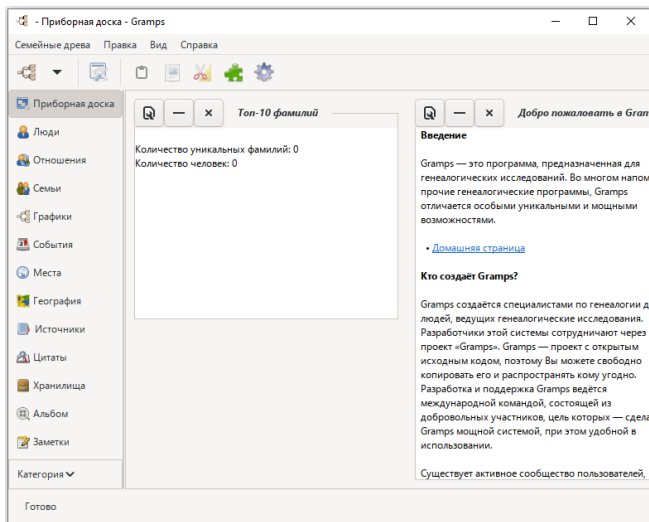 - Приборная доска - Gramps
Семейные древа Правка Вид Справка
Приборная доска
Люди
Отношения
Семьи
Графики
События
Места
География
Источники
Цитаты
Хранилища
Альбом
Заметки
Категория
Готово
Топ-10 фамилий
Количество уникальных фамилий: 0
Количество человек: 0
Добро пожаловать в Gram
Введение
Gramps — это программа, предназначенная для
генеалогических исследований. Во многом напом
прочие генеалогические программы, Gramps
отличается особыми уникальными и мощными
возможностями.
• Домашняя страница
Кто создаёт Gramps?
Gramps создаётся специалистами по генеалогии д
людей, ведущих генеалогические исследования.
Разработчики этой системы сотрудничают через
проект «Gramps». Gramps — проект с открытым
исходным кодом, поэтому Вы можете свободно
копировать его и распространять кому угодно.
Разработка и поддержка Gramps ведётся
международной командой, состоящей из
добровольных участников, цель которых — сдела
Gramps мощной системой, при этом удобной в
использовании.
Существует активное сообщество пользователей,